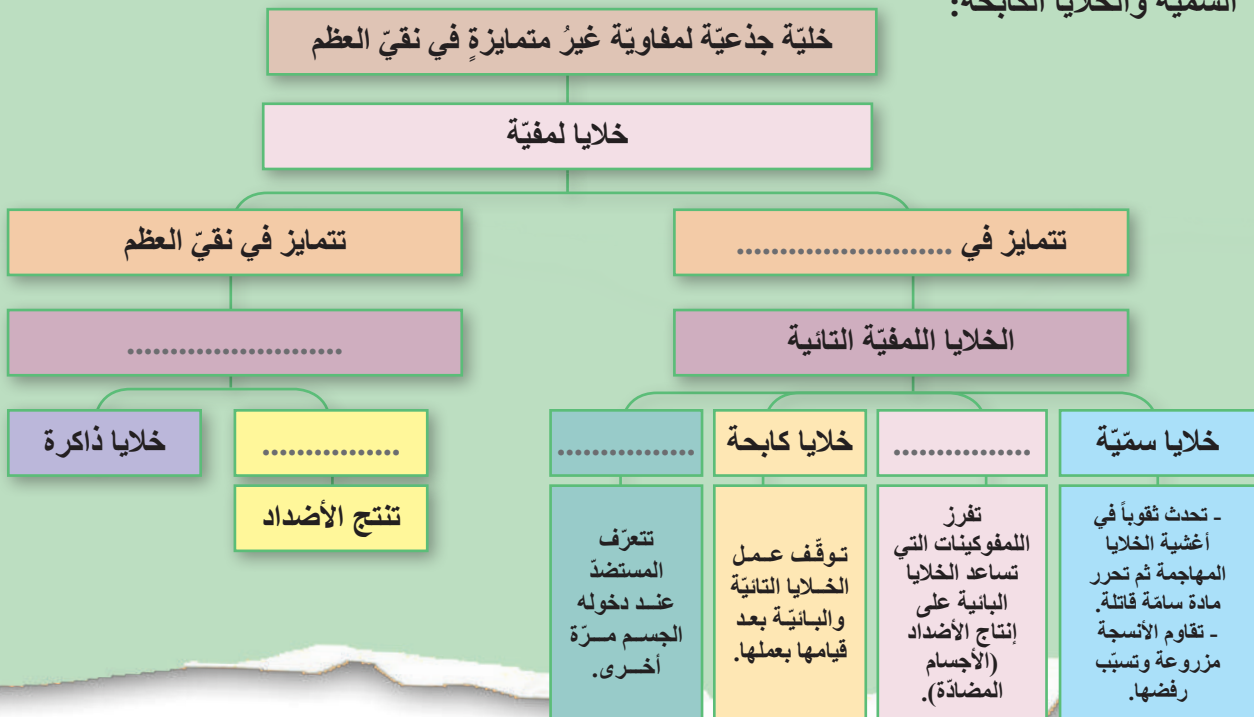 السمية والخلايا الكابحة:
خليّة جذعيّة لمفاويّة غيرُ متمايزةٍ في نقيّ العظم
خلايا لمفيّة
تتمايز في .........................
تتمايز في نقيّ العظم
الخلايا اللمفيّة التائية
.........................
خلايا سمّيّة
................
خلايا كابحة
................
................
خلايا ذاكرة
- تحدث ثقوباً في
أغشية الخلايا
المهاجمة ثم تحرر
مادة سامّة قاتلة.
- تقاوم الأنسجة
مزروعة وتسبّب
رفضها.
تفرز
اللمفوكينات التي
تساعد الخلايا
البائية على
إنتاج الأضداد
(الأجسام
المضادّة).
توقّف عمل
الخلايا التائيّة
والبائيّة بعد
قيامها بعملها.
تتعرّف
المستضدّ
عند دخوله
الجسم مرّة
أخرى.
تنتج الأضداد